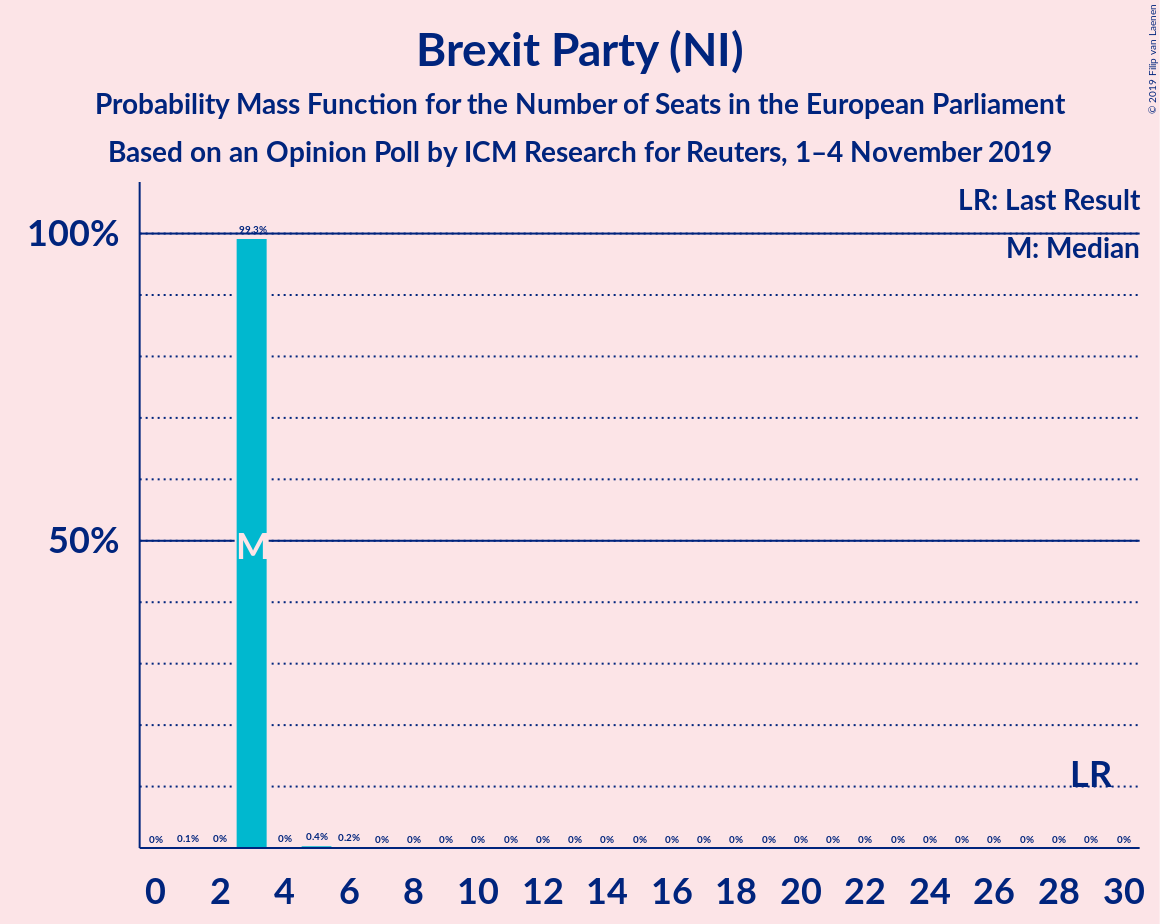 Brexit Party (NI)
Probability Mass Function for the Number of Seats in the European Parliament
Based on an Opinion Poll by ICM Research for Reuters, 1–4 November 2019
© 2019 Filip van Laenen
LR: Last Result
M: Median
100%
50%
99.3%
M
LR
0% 0.1% 0% 0% 0.4% 0.2% 0% 0% 0% 0% 0% 0% 0% 0% 0% 0% 0% 0% 0% 0% 0% 0% 0% 0% 0% 0% 0% 0% 0% 0%
0 2 4 6 8 10 12 14 16 18 20 22 24 26 28 30